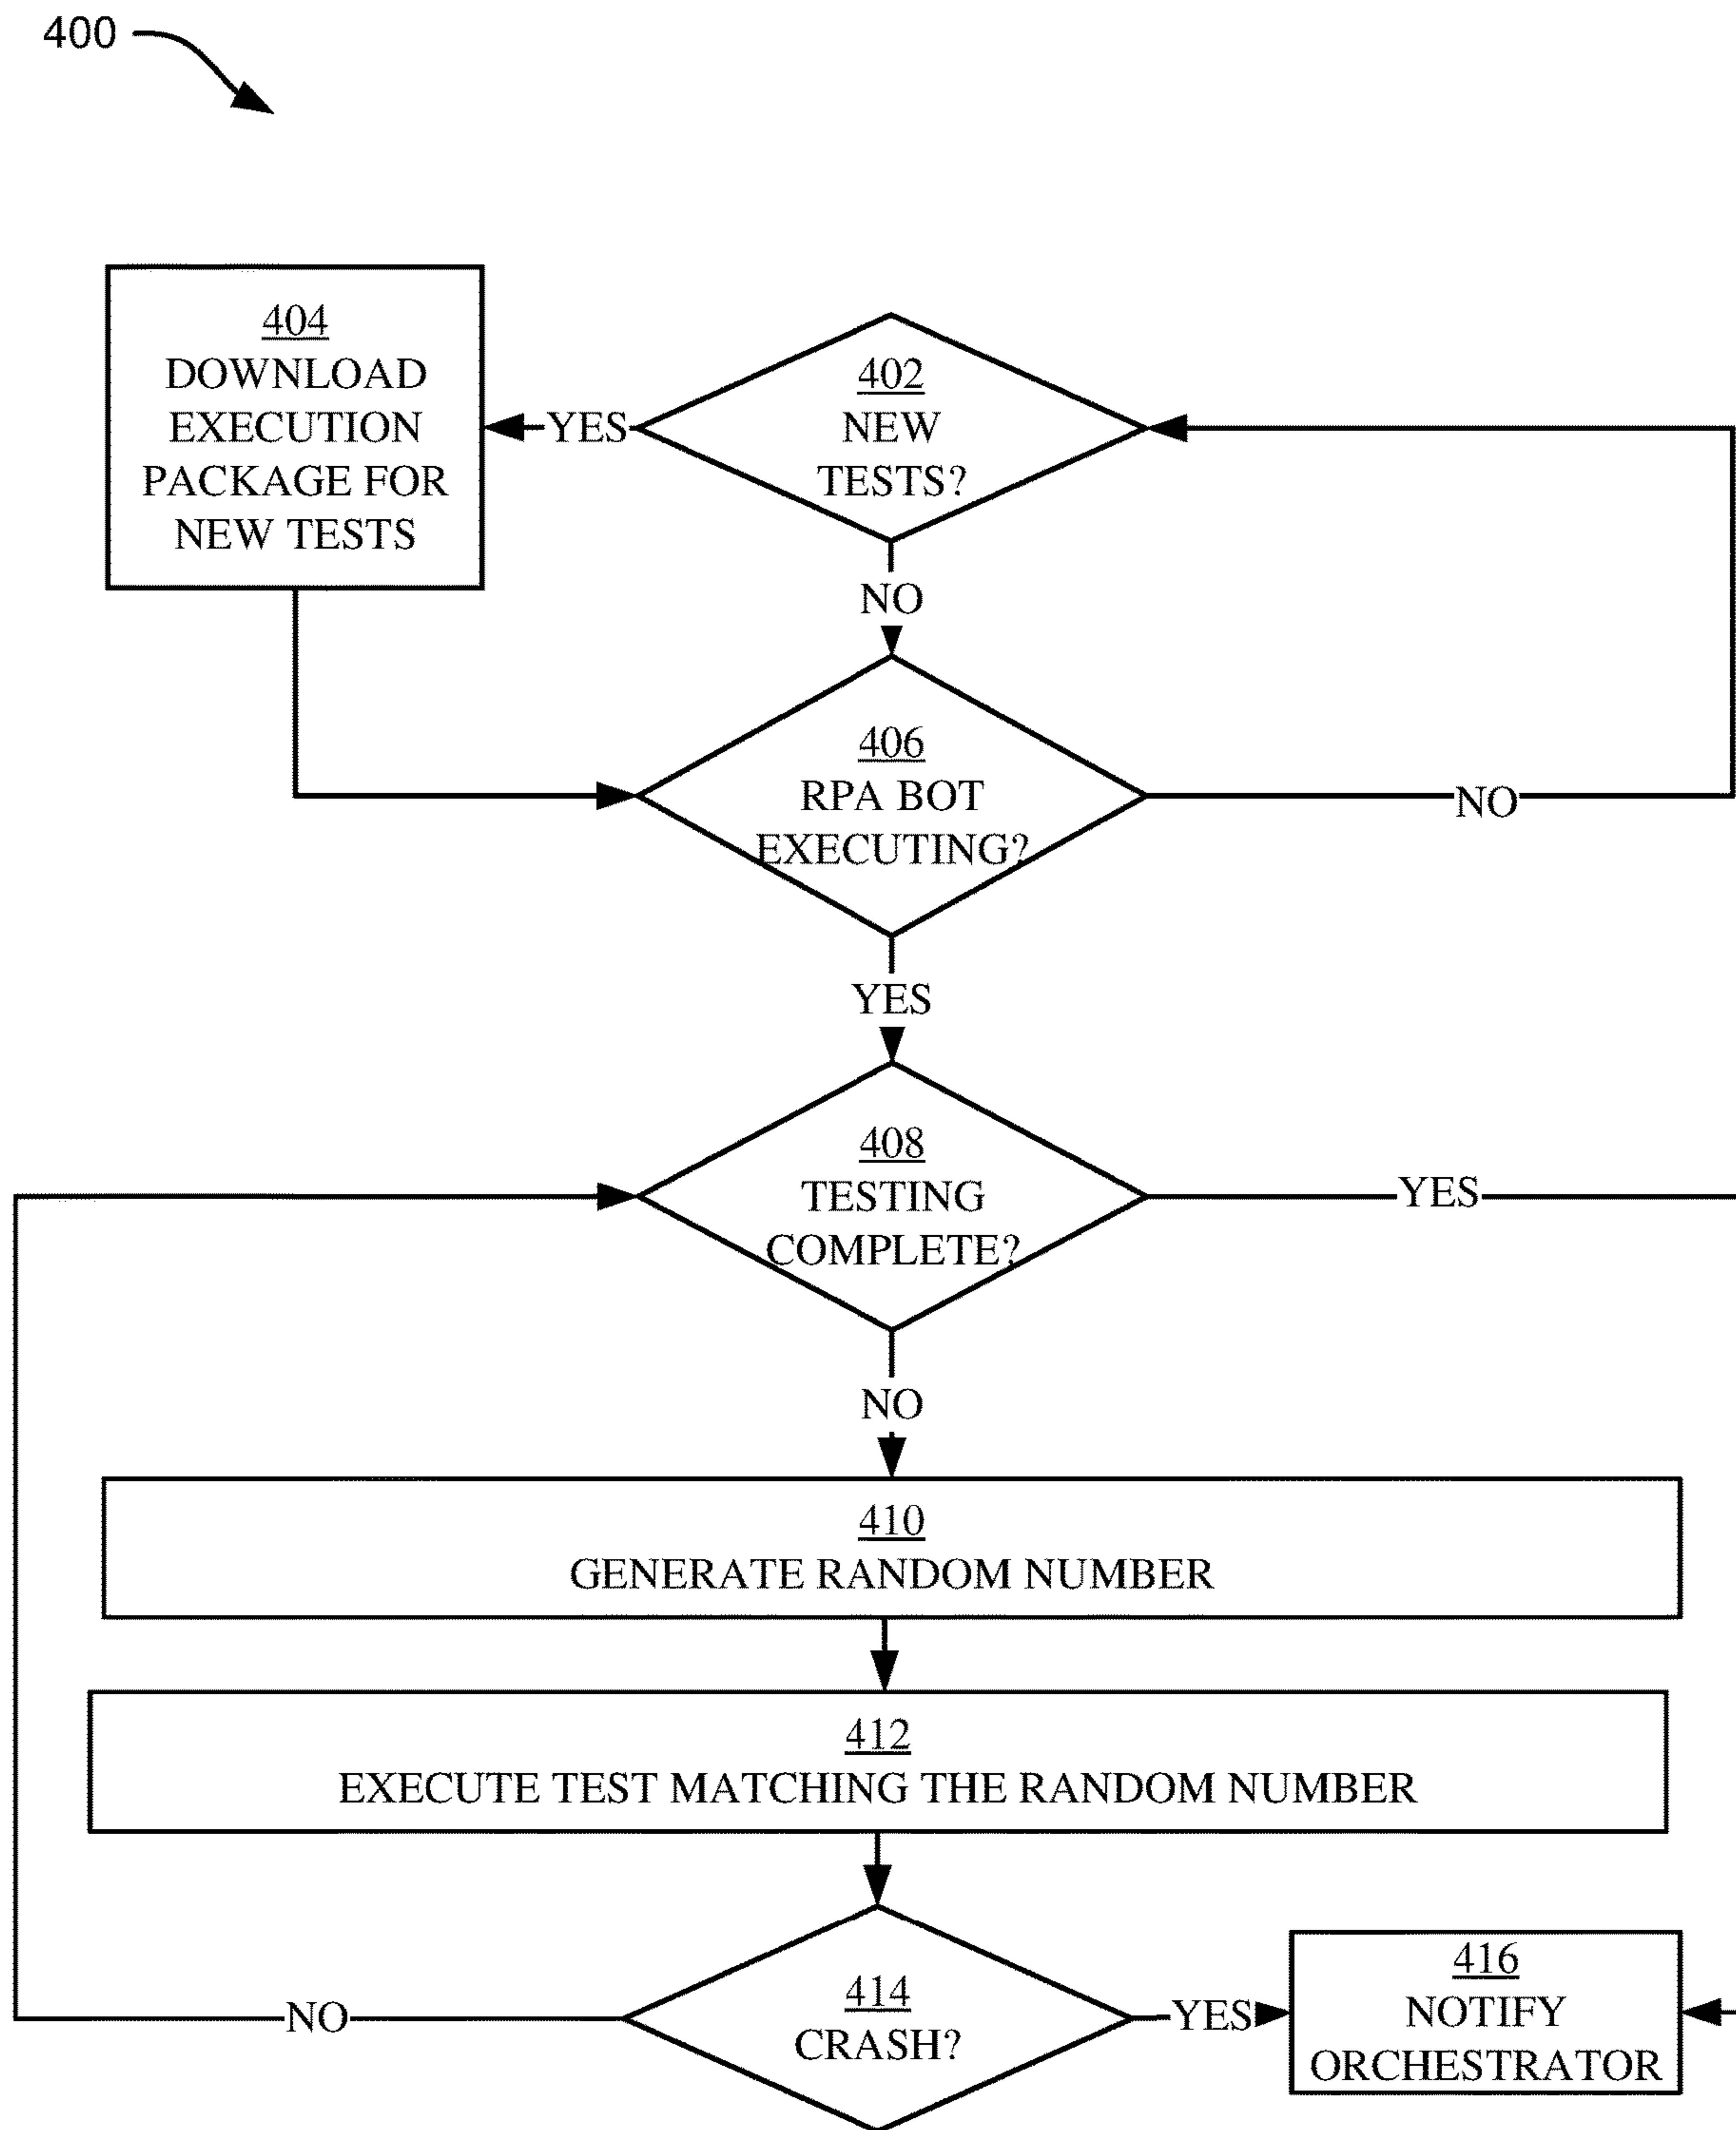 400
404
DOWNLOAD
EXECUTION
PACKAGE FOR
NEW TESTS
YES
402
NEW
TESTS?
NO
406
RPA BOT
EXECUTING?
NO
YES
408
TESTING
COMPLETE?
YES
NO
410
GENERATE RANDOM NUMBER
412
EXECUTE TEST MATCHING THE RANDOM NUMBER
NO
414
CRASH?
YES
416
NOTIFY
ORCHESTRATOR